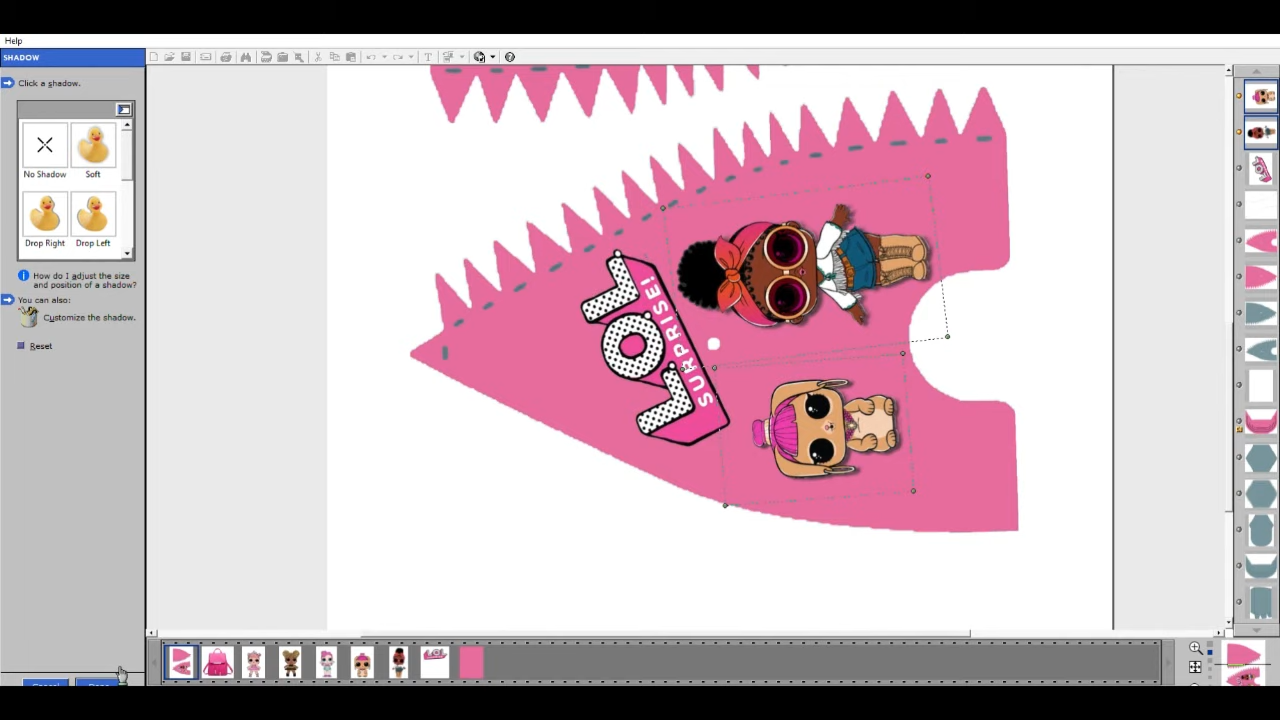 Help
SHADOW
Click a shadow.
No Shadow
Soft
Drop Right
Drop Left
How do I adjust the size
and position of a shadow?
You can also:
Customize the shadow.
Reset
LOL
SURPRISE!
LOL